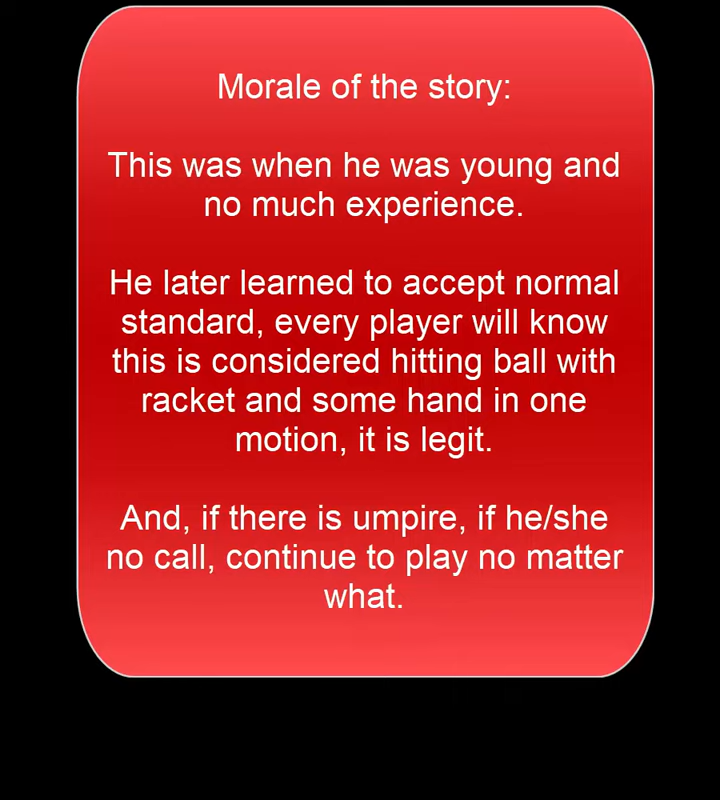 Morale of the story:
This was when he was young and
no much experience.
He later learned to accept normal
standard, every player will know
this is considered hitting ball with
racket and some hand in one
motion, it is legit.
And, if there is umpire, if he/she
no call, continue to play no matter
what.